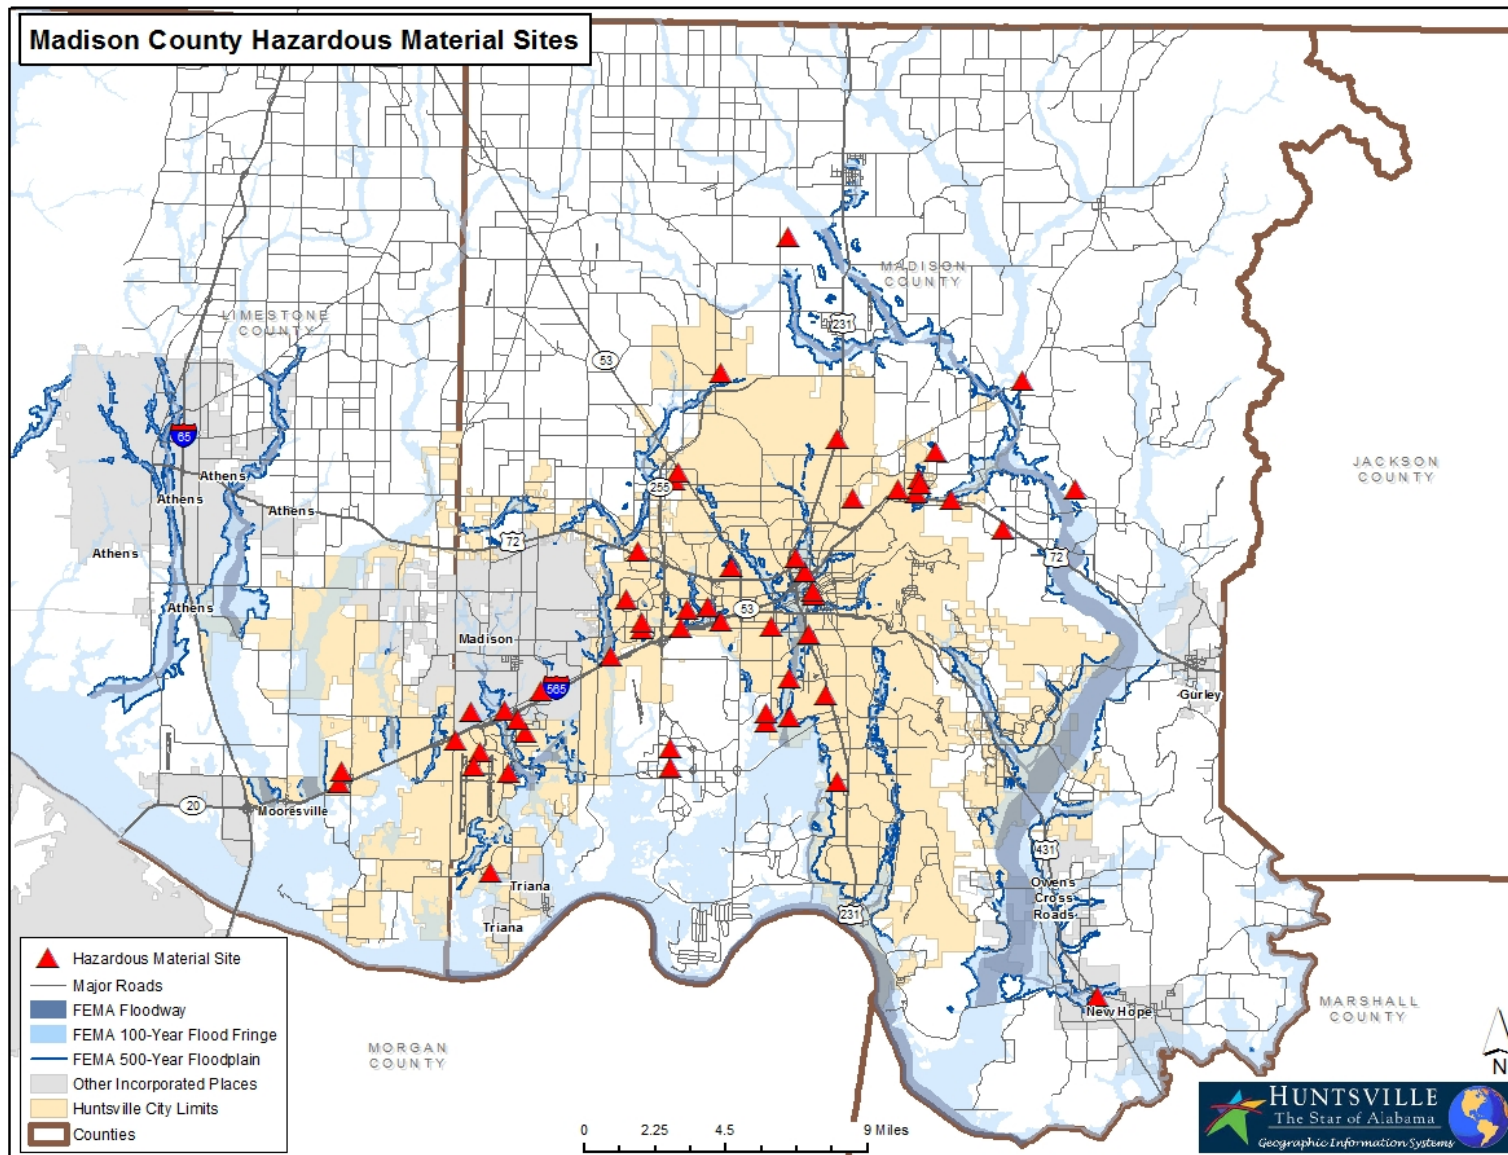 Madison County Hazardous Material Sites
MADISON
COUNTY
LIMESTONE
COUNTY
231
53
65
JACKSON
COUNTY
Athens
Athens
255
Athens
72
Athens
72
Athens
53
Madison
565
Gurley
20
Mooresville
431
Triana
Owens
Cross
Roads
231
Triana
Hazardous Material Site
Major Roads
FEMA Floodway
FEMA 100-Year Flood Fringe
FEMA 500-Year Floodplain
Other Incorporated Places
Huntsville City Limits
Counties
New Hope
MARSHALL
COUNTY
MORGAN
COUNTY
N
0 2.25 4.5 9 Miles
HUNTSVILLE
The Star of Alabama
Geographic Information Systems